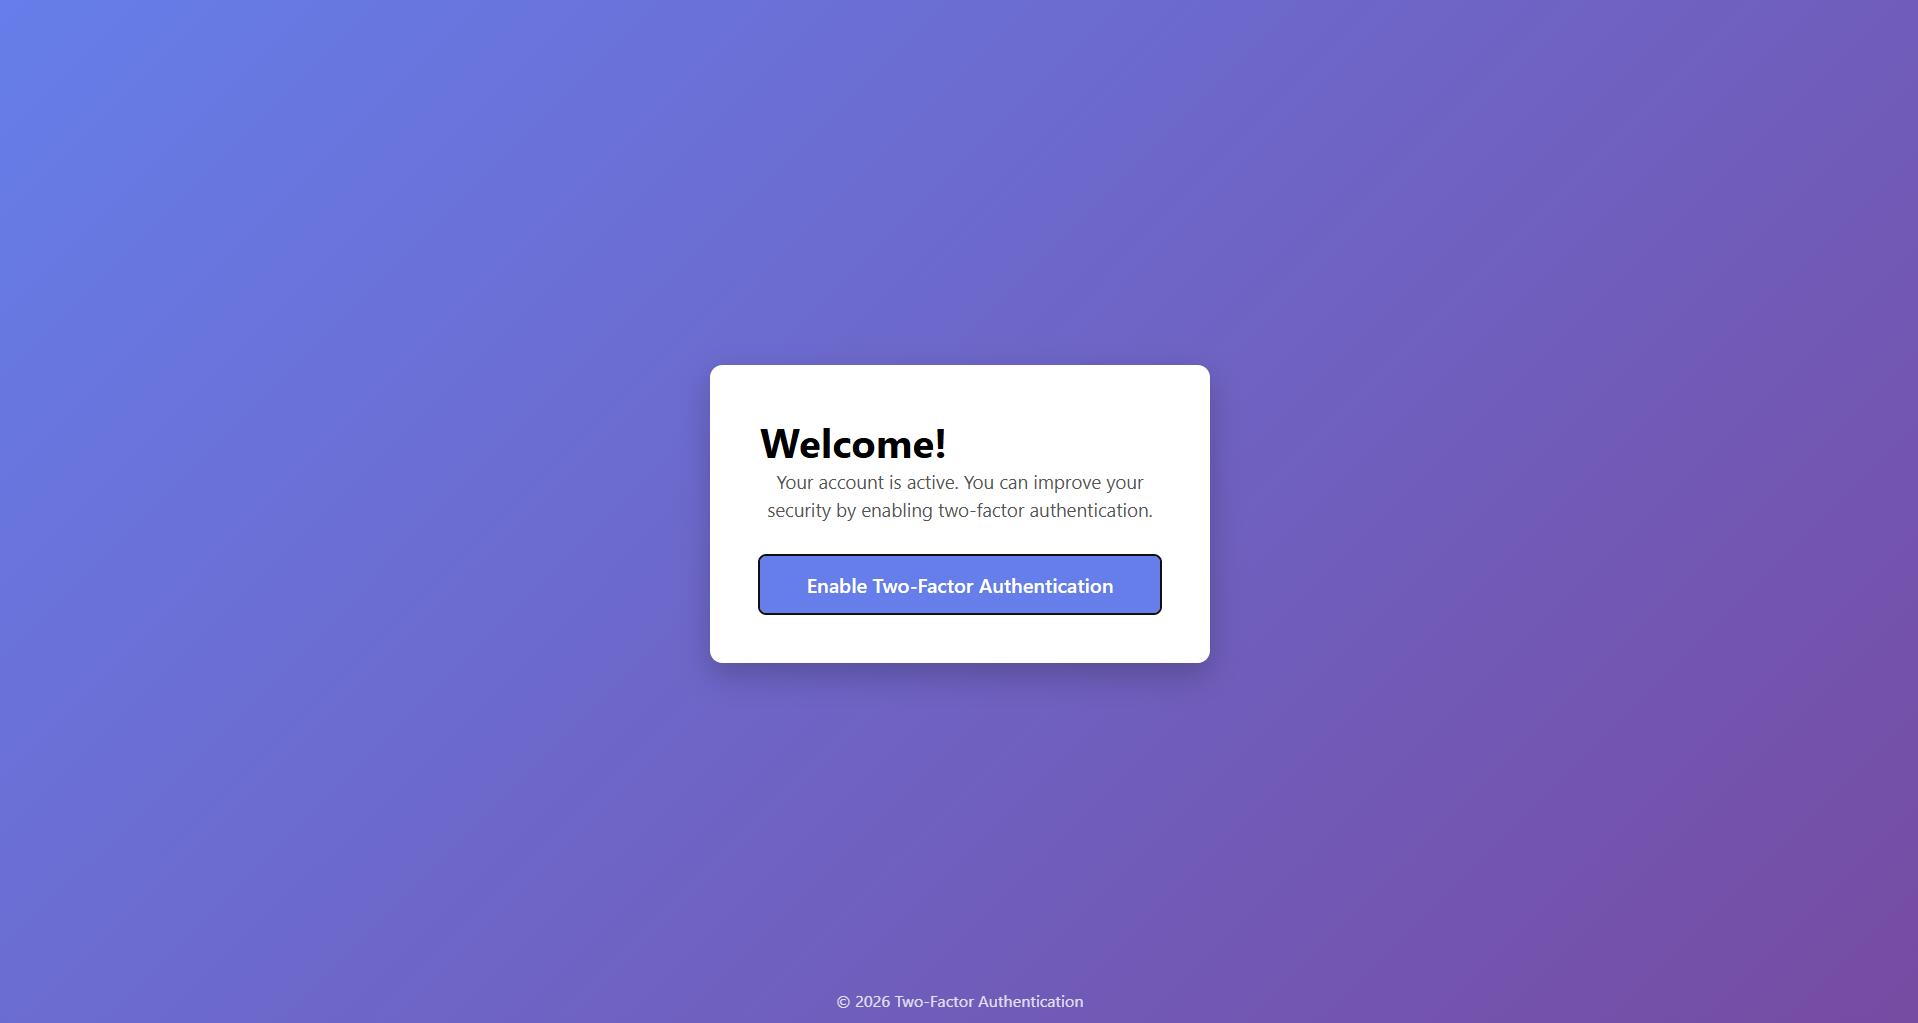 Welcome!
Your account is active. You can improve your
security by enabling two-factor authentication.
Enable Two-Factor Authentication
© 2026 Two-Factor Authentication